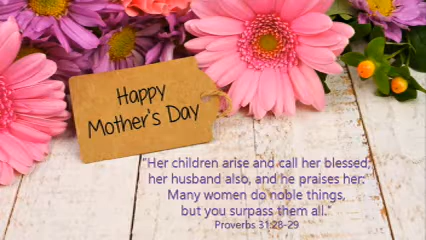 Happy
Mother's Day
"Her children arise and call her blessed;
her husband also, and he praises her:
Many women do noble things,
but you surpass them all."
Proverbs 31:28-29